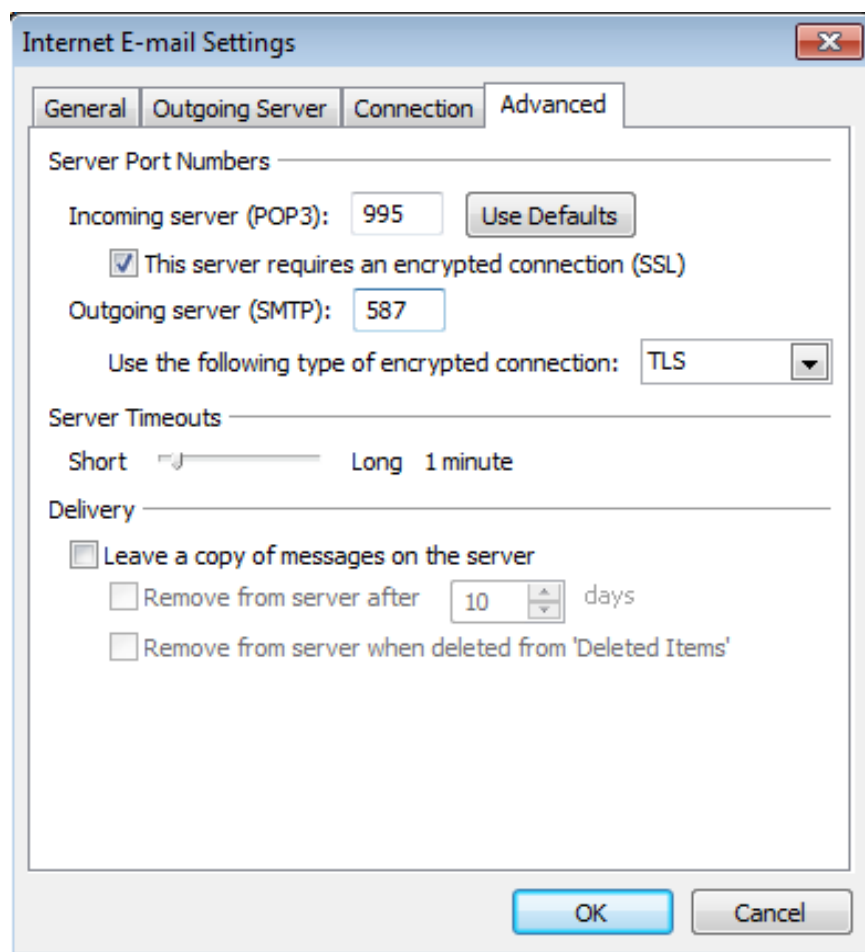 Internet E-mail Settings
General Outgoing Server Connection Advanced
Server Port Numbers
Incoming server (POP3): 995 Use Defaults
This server requires an encrypted connection (SSL)
Outgoing server (SMTP): 587
Use the following type of encrypted connection: TLS
Server Timeouts
Short Long 1 minute
Delivery
Leave a copy of messages on the server
Remove from server after 10 days
Remove from server when deleted from 'Deleted Items'
OK Cancel